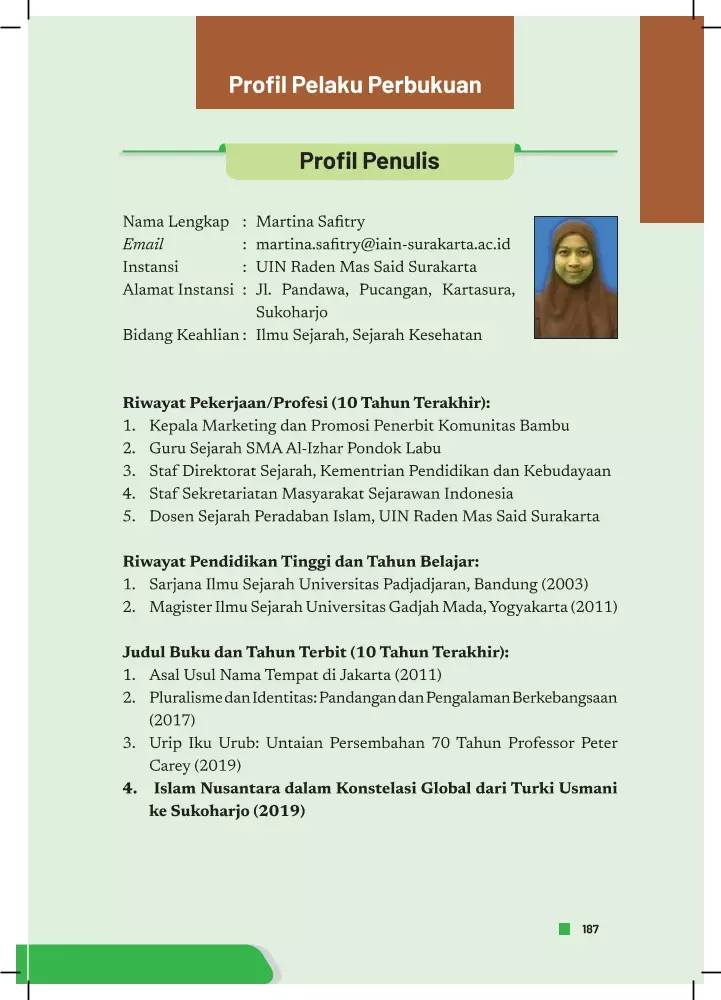 Profil Pelaku Perbukuan
Profil Penulis
Nama Lengkap : Martina Safitry
Email : martina.safitry@iain-surakarta.ac.id
Instansi : UIN Raden Mas Said Surakarta
Alamat Instansi : Jl. Pandawa, Pucangan, Kartasura,
Sukoharjo
Bidang Keahlian : Ilmu Sejarah, Sejarah Kesehatan
Riwayat Pekerjaan/Profesi (10 Tahun Terakhir):
1. Kepala Marketing dan Promosi Penerbit Komunitas Bambu
2. Guru Sejarah SMA Al-Izhar Pondok Labu
3. Staf Direktorat Sejarah, Kementrian Pendidikan dan Kebudayaan
4. Staf Sekretariatan Masyarakat Sejarawan Indonesia
5. Dosen Sejarah Peradaban Islam, UIN Raden Mas Said Surakarta
Riwayat Pendidikan Tinggi dan Tahun Belajar:
1. Sarjana Ilmu Sejarah Universitas Padjadjaran, Bandung (2003)
2. Magister Ilmu Sejarah Universitas Gadjah Mada, Yogyakarta (2011)
Judul Buku dan Tahun Terbit (10 Tahun Terakhir):
1. Asal Usul Nama Tempat di Jakarta (2011)
2. Pluralisme dan Identitas: Pandangan dan Pengalaman Berkebangsaan
(2017)
3. Urip Iku Urub: Untaian Persembahan 70 Tahun Professor Peter
Carey (2019)
4. Islam Nusantara dalam Konstelasi Global dari Turki Usmani
ke Sukoharjo (2019)
187